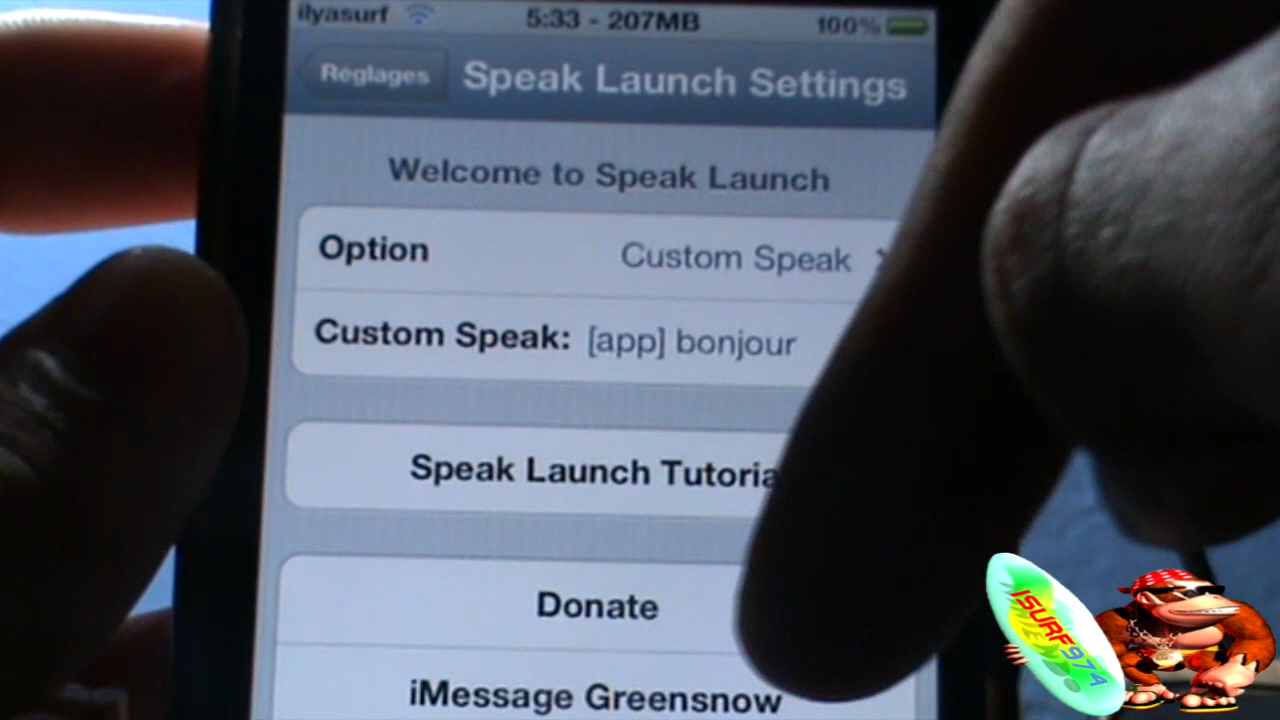 ilyasurf 5:33 - 207MB 100%
Réglages Speak Launch Settings
Welcome to Speak Launch
Option Custom Speak
Custom Speak: [app] bonjour
Speak Launch Tutoria
Donate
iMessage Greensnow
ISURF974